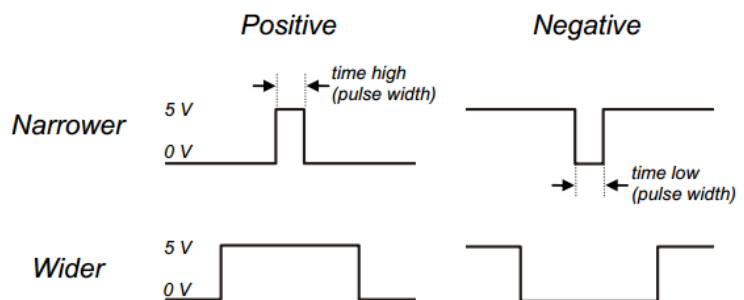 Positive
Negative
time high
(pulse width)
5 V
Narrower
0 V
time low
(pulse width)
5 V
Wider
0 V